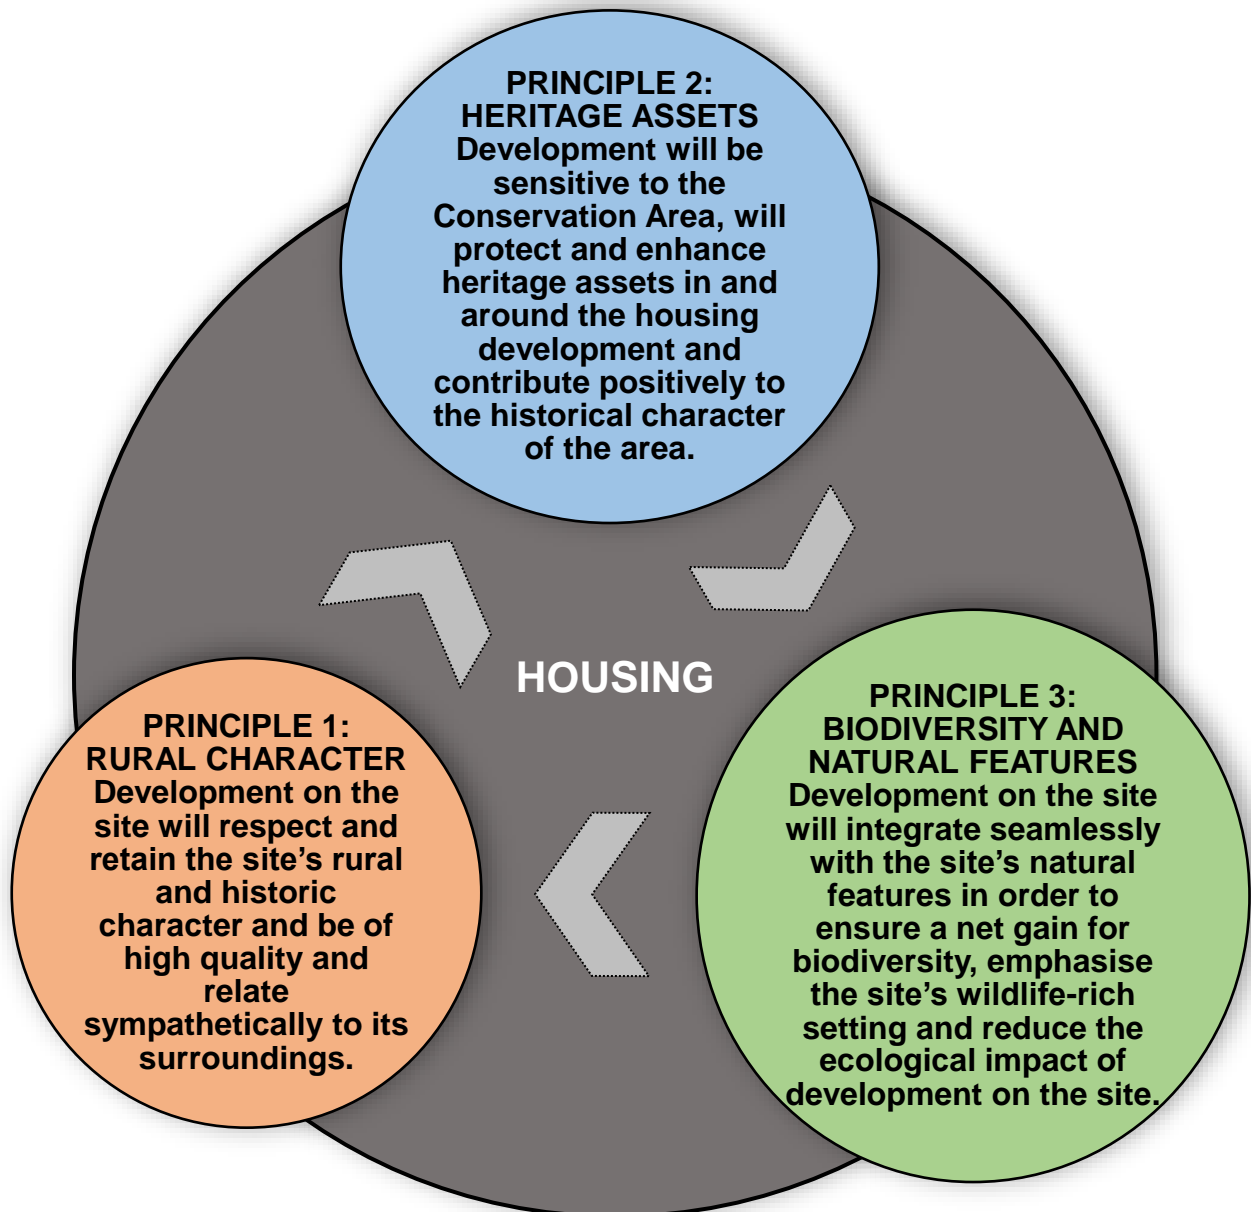 PRINCIPLE 2:
HERITAGE ASSETS
Development will be
sensitive to the
Conservation Area, will
protect and enhance
heritage assets in and
around the housing
development and
contribute positively to
the historical character
of the area.
HOUSING
PRINCIPLE 1:
RURAL CHARACTER
Development on the
site will respect and
retain the site's rural
and historic
character and be of
high quality and
relate
sympathetically to its
surroundings.
PRINCIPLE 3:
BIODIVERSITY AND
NATURAL FEATURES
Development on the site
will integrate seamlessly
with the site's natural
features in order to
ensure a net gain for
biodiversity, emphasise
the site's wildlife-rich
setting and reduce the
ecological impact of
development on the site.